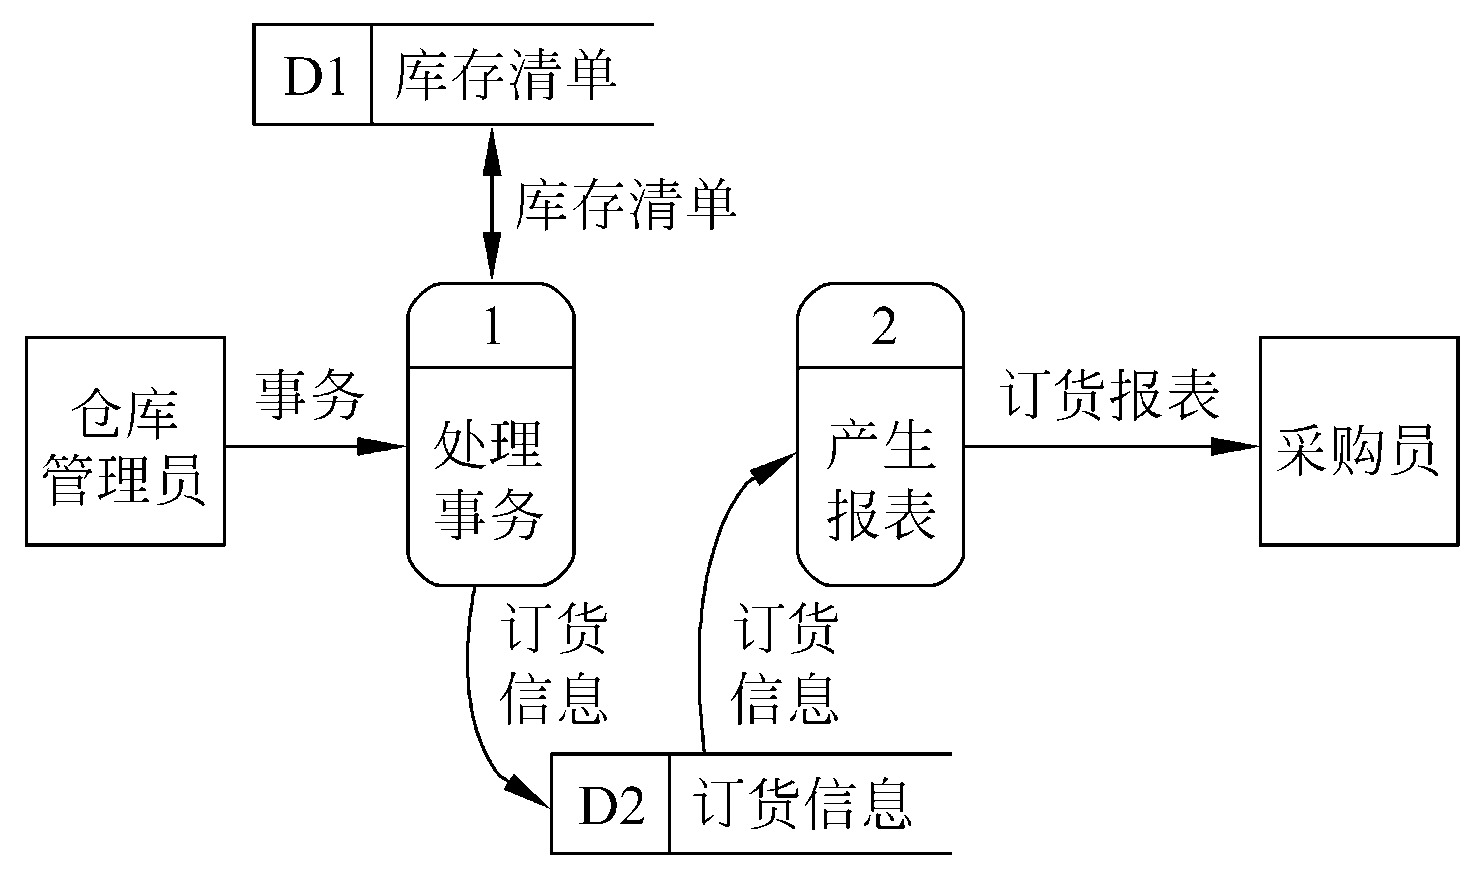 D1 库存清单
库存清单
1
2
仓库
管理员
事务
处理
事务
产生
报表
订货报表
采购员
订货
信息
订货
信息
D2 订货信息